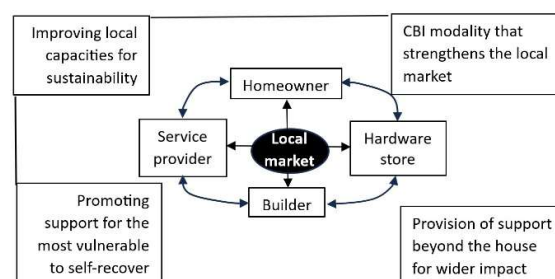 Improving local
capacities for
sustainability
CBI modality that
strengthens the local
market
Homeowner
Service
provider
Local
market
Hardware
store
Builder
Promoting
support for the
most vulnerable
to self-recover
Provision of support
beyond the house
for wider impact